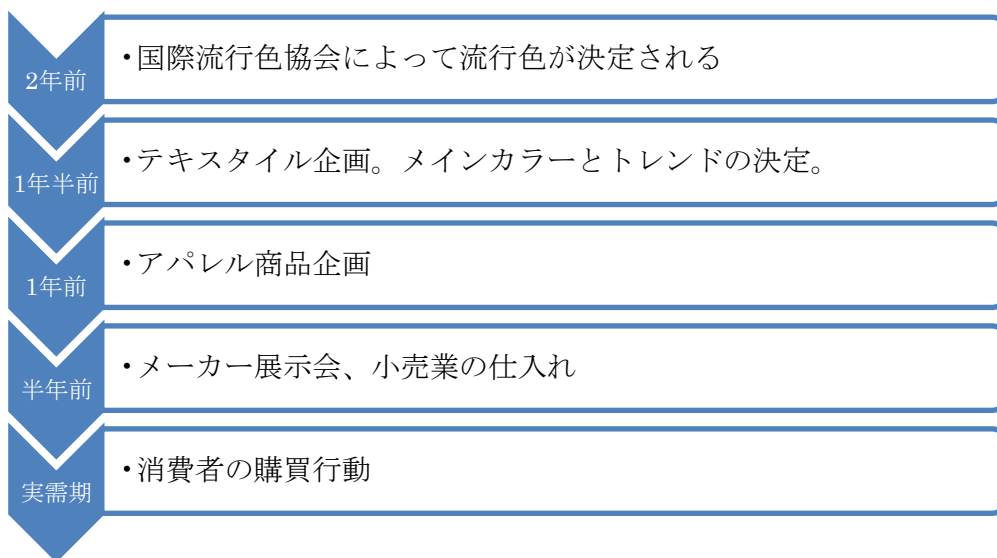 2年前
・国際流行色協会によって流行色が決定される
1年半前
・テキスタイル企画。メインカラーとトレンドの決定。
1年前
・アパレル商品企画
半年前
・メーカー展示会、小売業の仕入れ
実需期
・消費者の購買行動